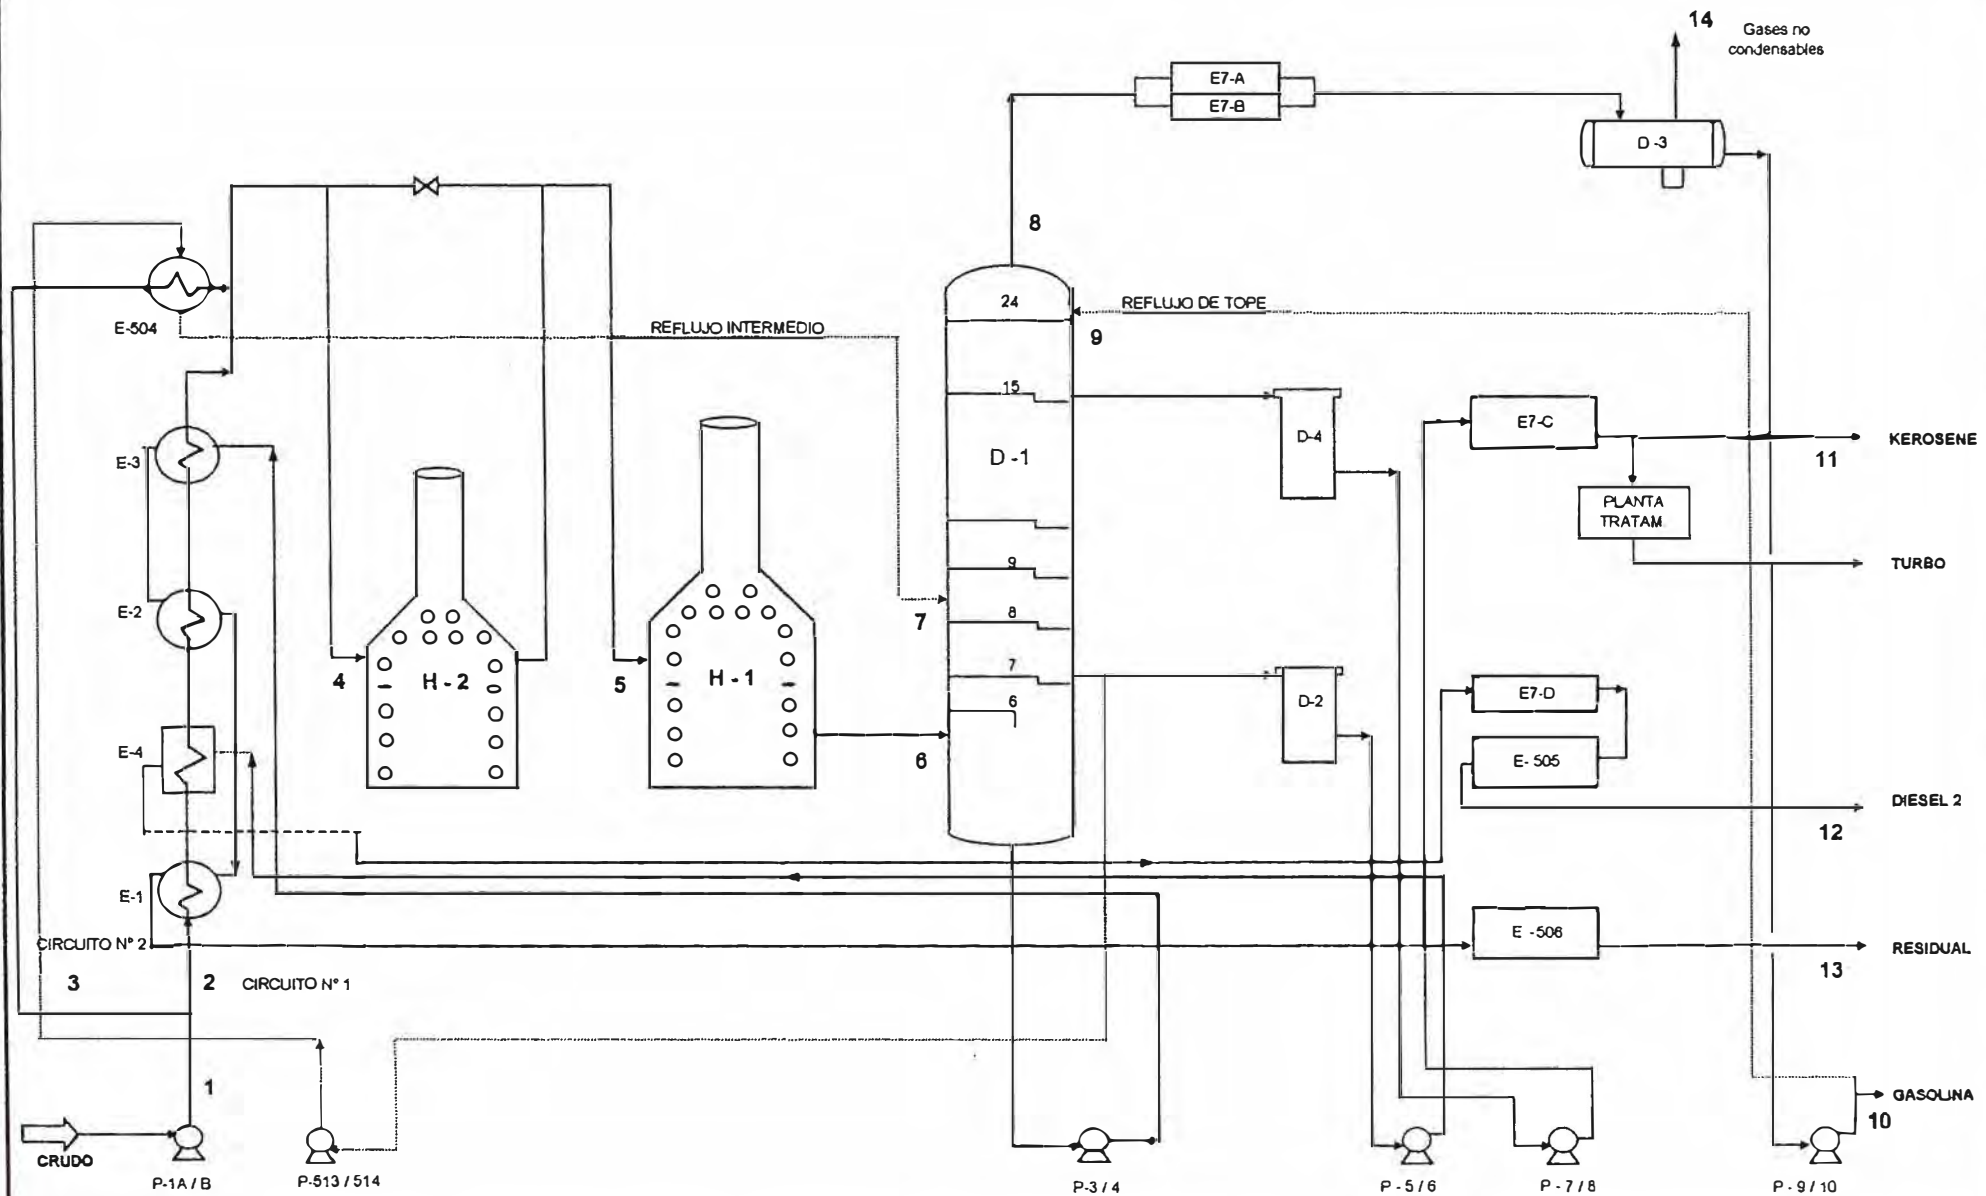 14
Gases no
condensables
E7-A
E7-B
D -3
8
24
REFLUJO DE TOPE
9
E-504
REFLUJO INTERMEDIO
15
D -1
D-4
E7-C
KEROSENE
11
PLANTA
TRATAM.
TURBO
E-3
E-2
9
8
7
7
6
4
H - 2
5
H - 1
6
D-2
E7-D
E- 505
DIESEL 2
12
E-4
E-1
CIRCUITO N° 2
3
2
CIRCUITO N° 1
E -506
RESIDUAL
13
1
CRUDO
P-1A / B
P-513 / 514
P-3 / 4
P - 5 / 6
P - 7 / 8
P - 9 / 10
GASOLINA
10